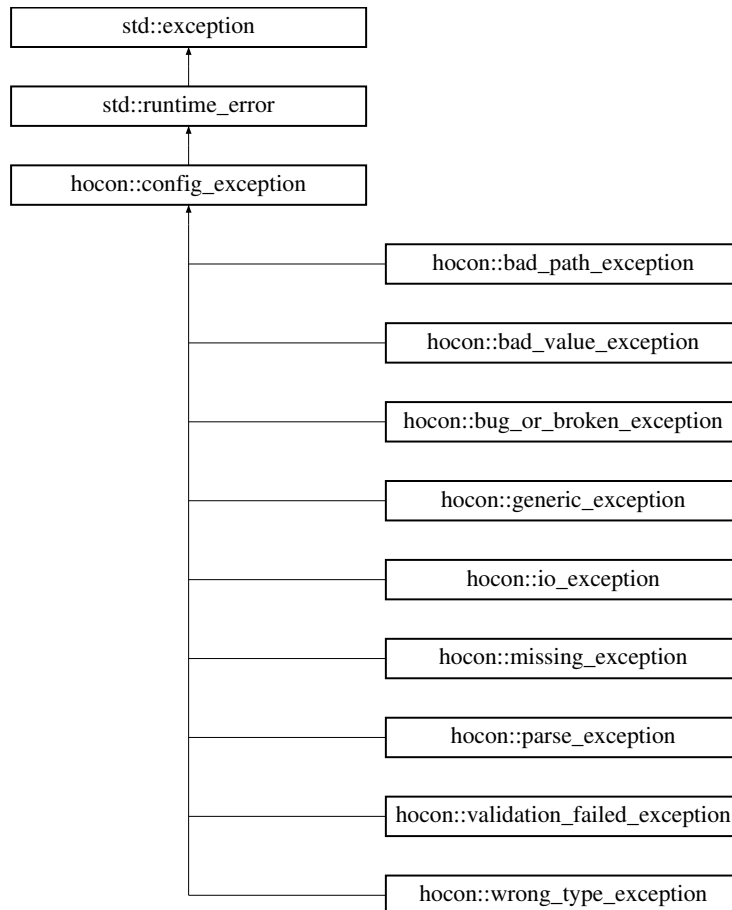 std::exception
std::runtime_error
hocon::config_exception
hocon::bad_path_exception
hocon::bad_value_exception
hocon::bug_or_broken_exception
hocon::generic_exception
hocon::io_exception
hocon::missing_exception
hocon::parse_exception
hocon::validation_failed_exception
hocon::wrong_type_exception